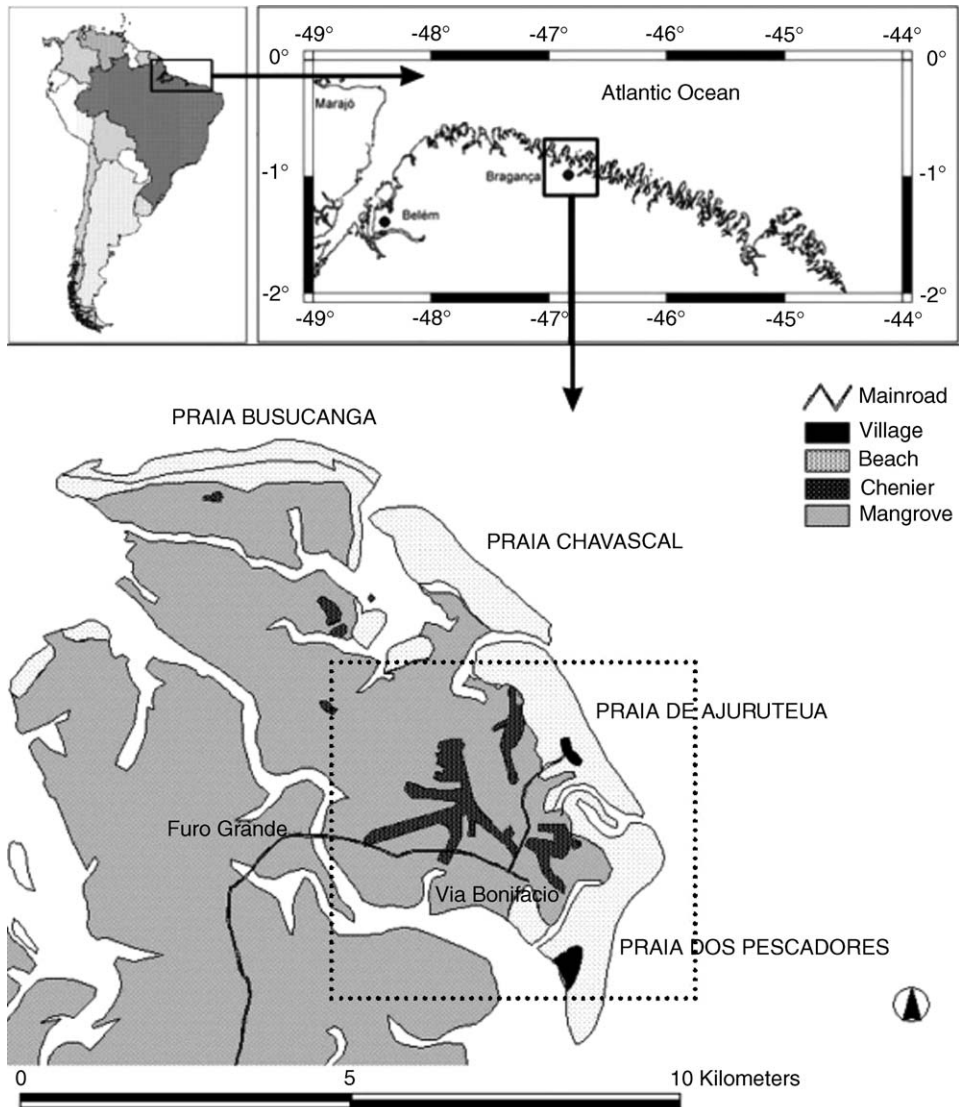 -49° -48° -47° -46° -45° -44°
0° 0°
Atlantic Ocean
Marajó
Bragança
-1° -1°
Belém
-2° -2°
-49° -48° -47° -46° -45° -44°
Mainroad
Village
Beach
Chenier
Mangrove
PRAIA BUSUCANGA
PRAIA CHAVASCAL
PRAIA DE AJURUTEUA
Furo Grande
Via Bonifacio
PRAIA DOS PESCADORES
0 5 10 Kilometers